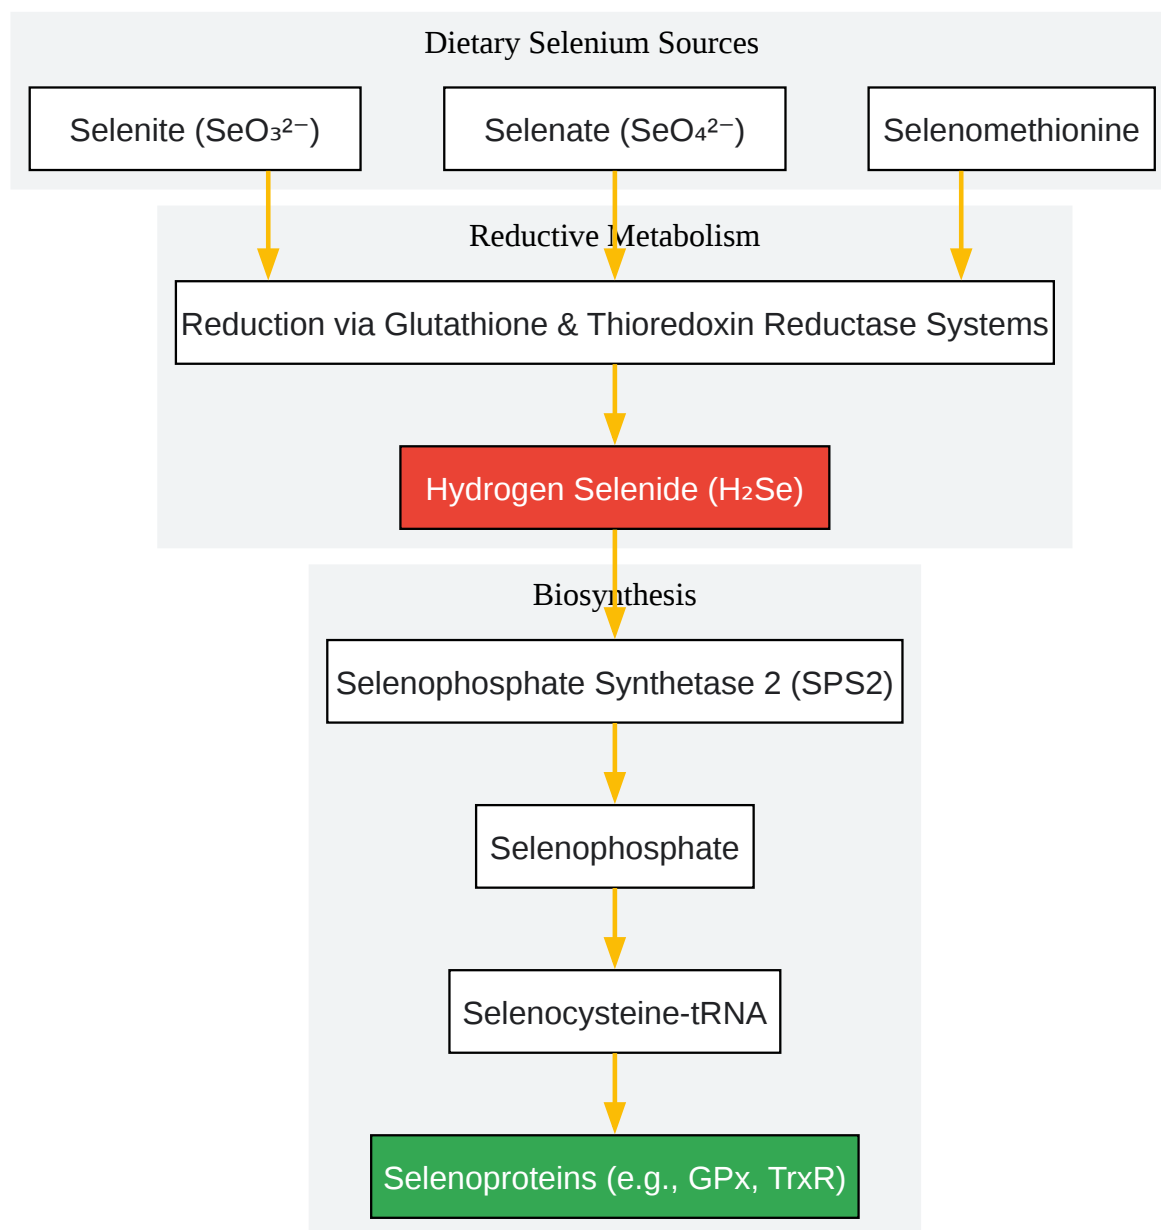 Dietary Selenium Sources
Selenite (SeO₃²⁻)
Selenate (SeO₄²⁻)
Selenomethionine
Reductive Metabolism
Reduction via Glutathione & Thioredoxin Reductase Systems
Hydrogen Selenide (H₂Se)
Biosynthesis
Selenophosphate Synthetase 2 (SPS2)
Selenophosphate
Selenocysteine-tRNA
Selenoproteins (e.g., GPx, TrxR)